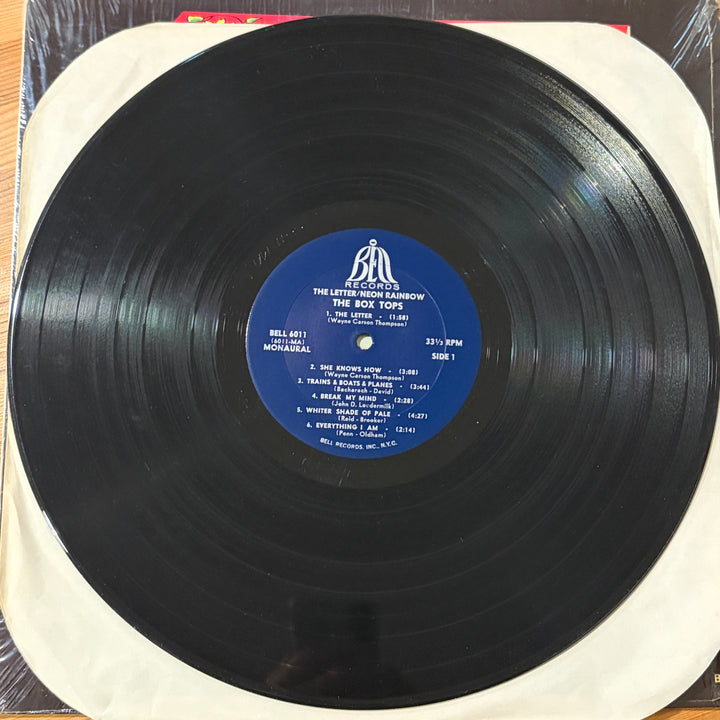 BELL
RECORDS
THE LETTER/NEON RAINBOW
THE BOX TOPS
1. THE LETTER - (1:58)
(Wayne Carson Thompson)
BELL 6011
(6011-MA)
MONAURAL
33⅓ RPM
SIDE 1
2. SHE KNOWS HOW - (3:08)
(Wayne Carson Thompson)
3. TRAINS & BOATS & PLANES - (3:44)
(Bacharach - David)
4. BREAK MY MIND - (2:28)
(John D. Loudermilk)
5. WHITER SHADE OF PALE - (4:27)
(Reid - Brooker)
6. EVERYTHING I AM - (2:14)
(Penn - Oldham)
BELL RECORDS, INC., N.Y.C.
B